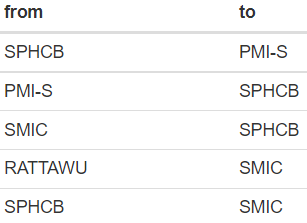 from to
SPHCB PMI-S
PMI-S SPHCB
SMIC SPHCB
RATTAWU SMIC
SPHCB SMIC